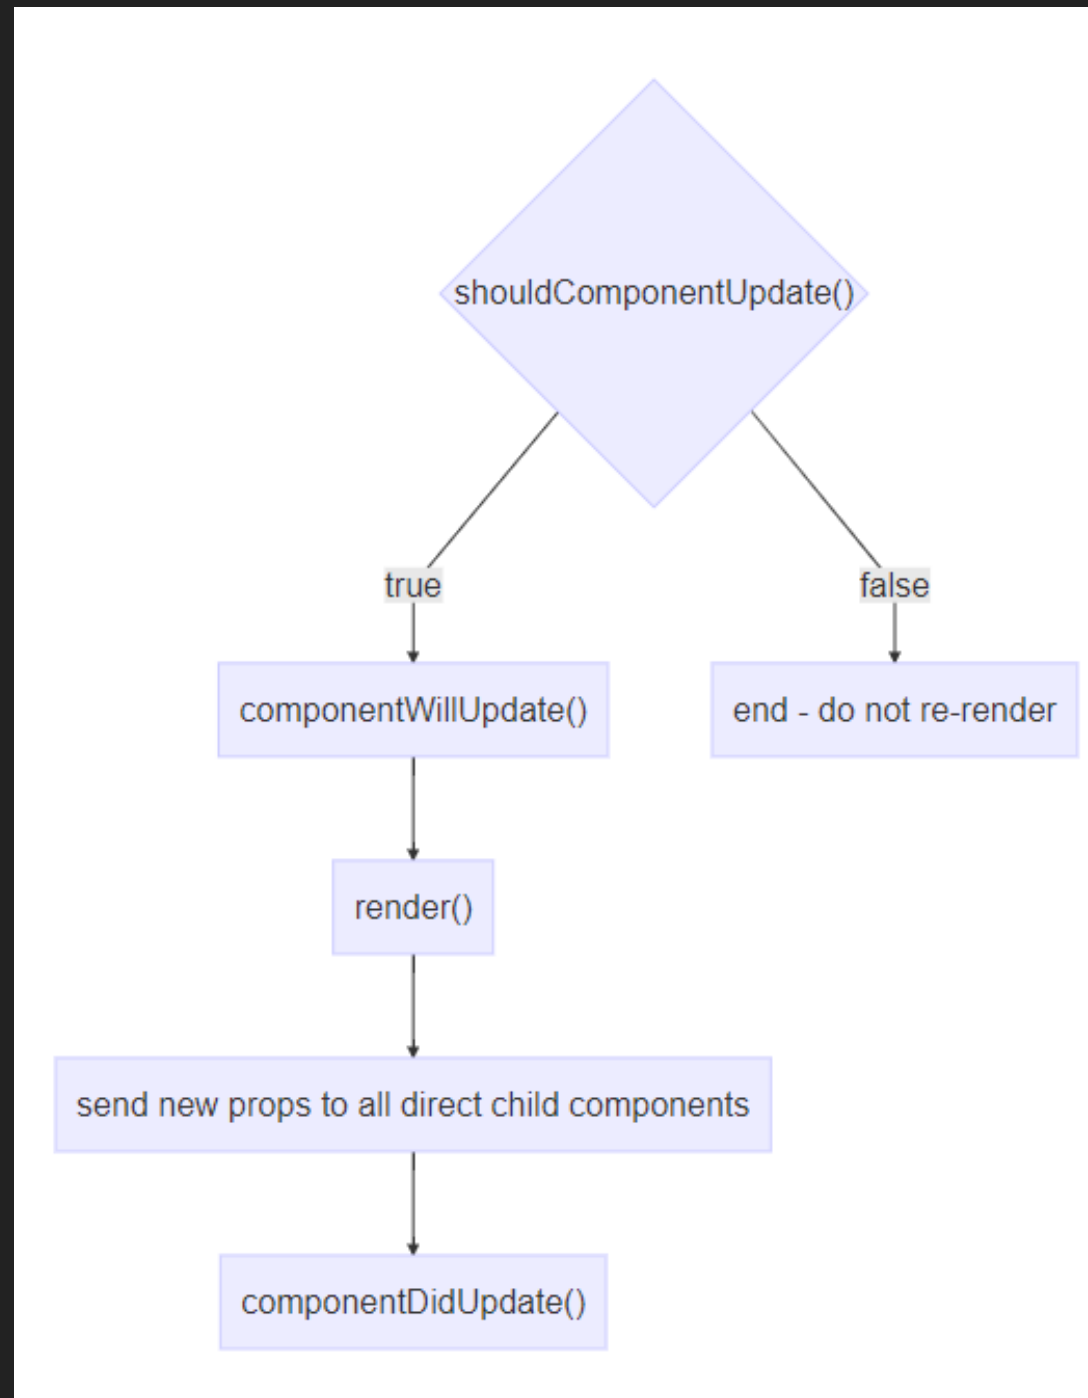 shouldComponentUpdate()
true
false
componentWillUpdate()
end - do not re-render
render()
send new props to all direct child components
componentDidUpdate()